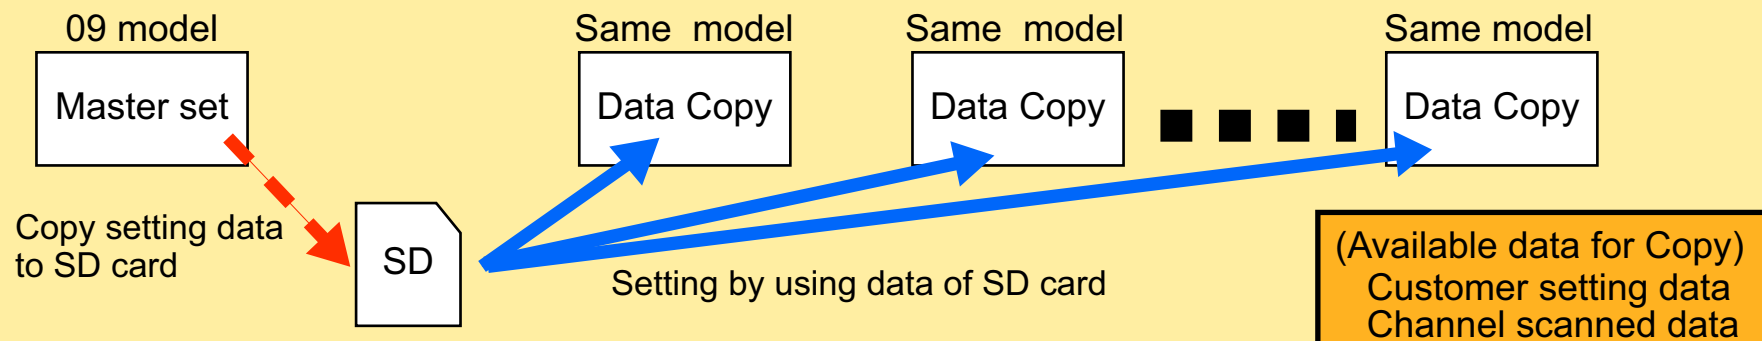 09 model
Same model
Same model
Same model
Master set
Data Copy
Data Copy
Data Copy
Copy setting data
to SD card
SD
Setting by using data of SD card
(Available data for Copy)
Customer setting data
Channel scanned data